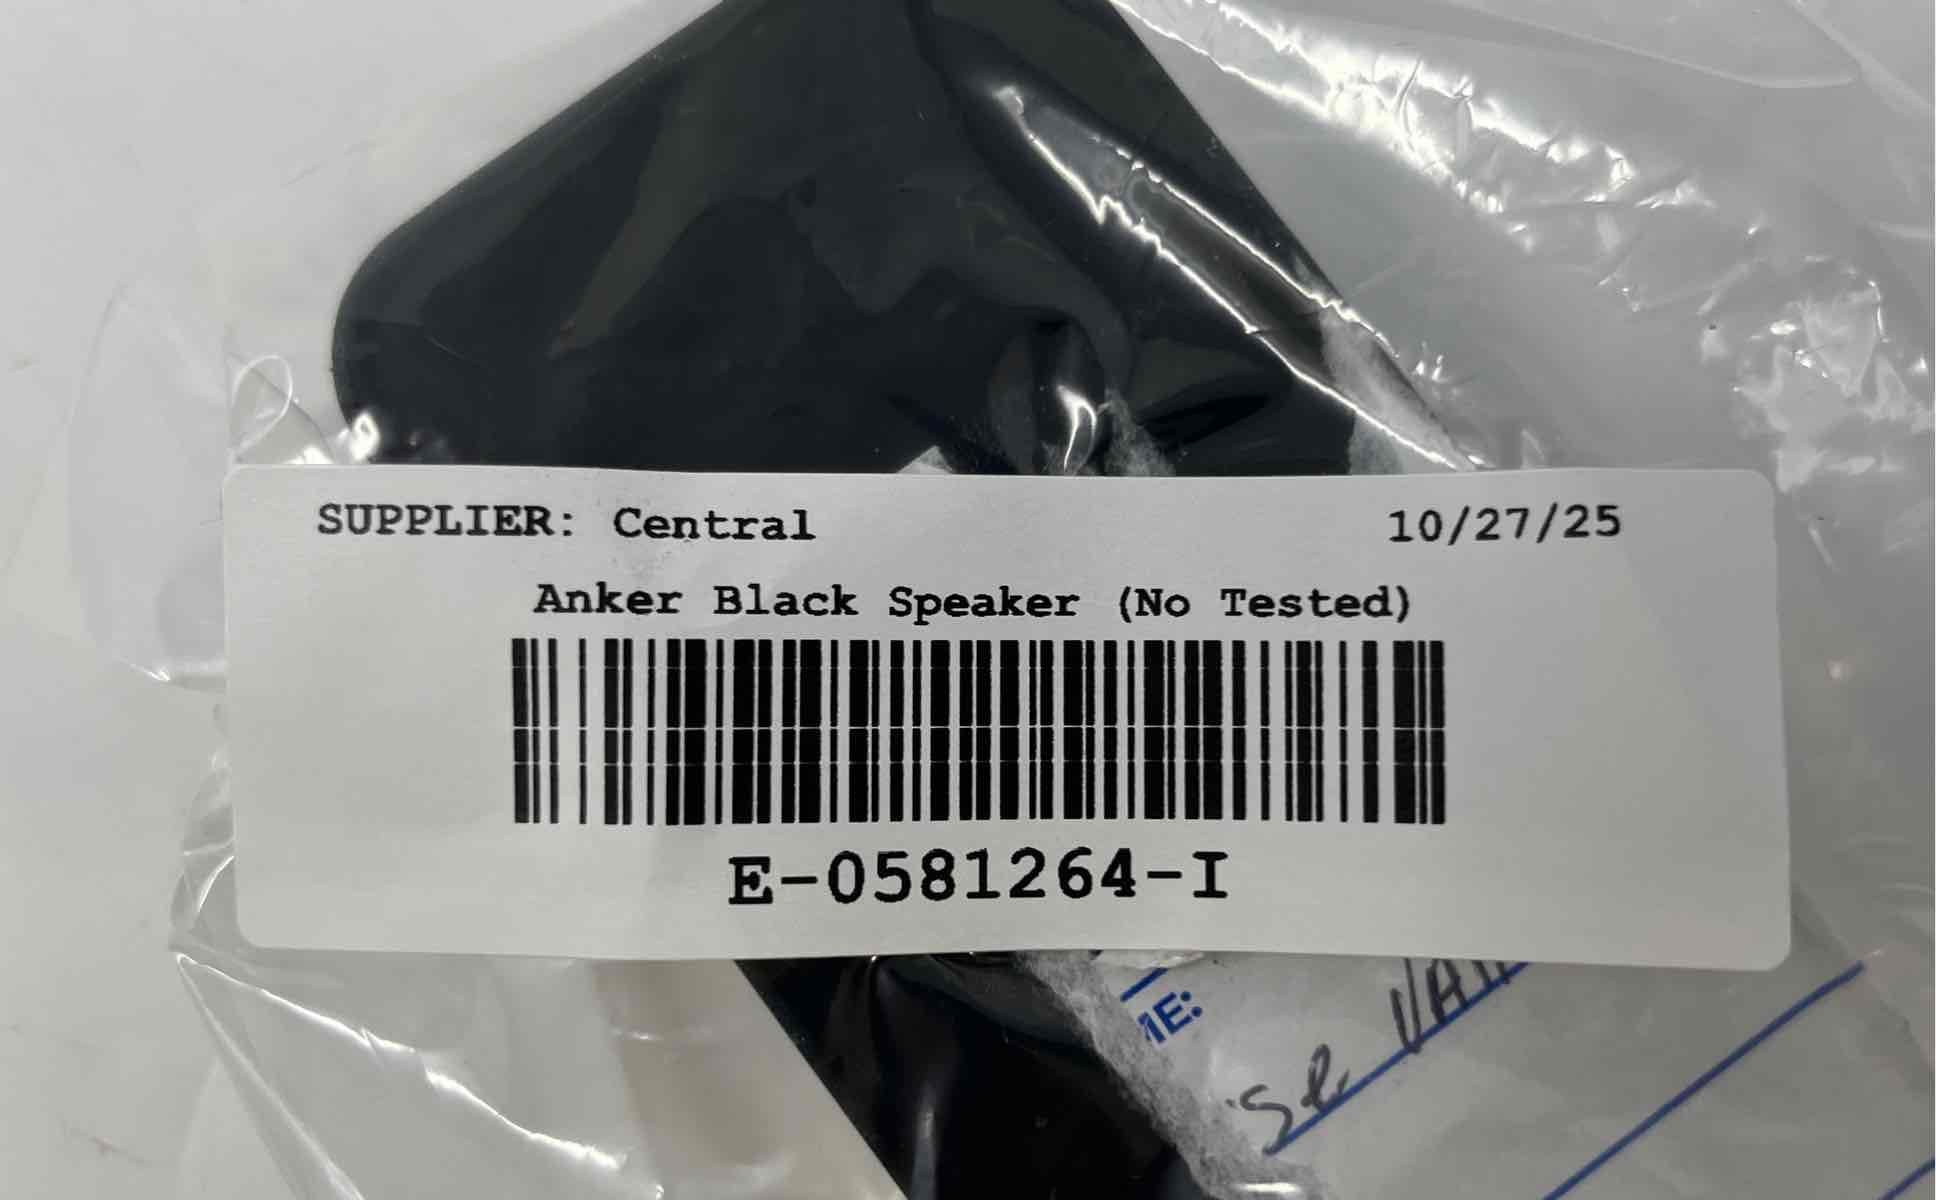 SUPPLIER: Central 10/27/25
Anker Black Speaker (No Tested)
E-0581264-I